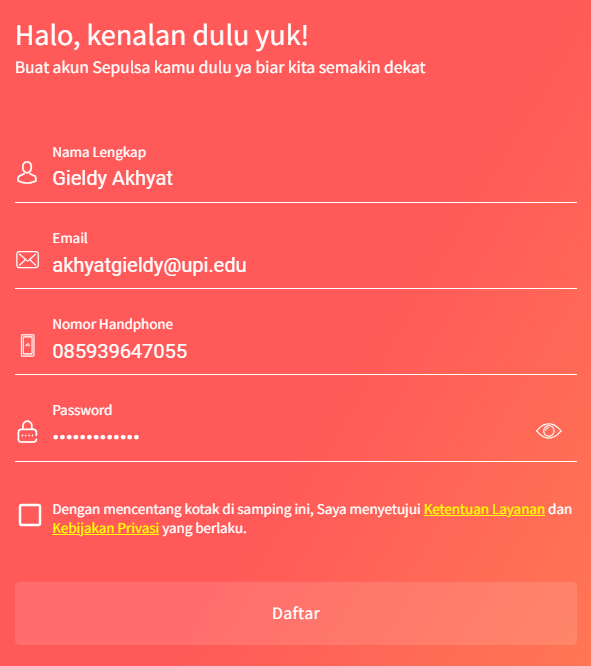 Halo, kenalan dulu yuk!
Buat akun Sepulsa kamu dulu ya biar kita semakin dekat
Nama Lengkap
Gieldy Akhyat
Email
akhyatgieldy@upi.edu
Nomor Handphone
085939647055
Password
•••••••••••••
Dengan mencentang kotak di samping ini, Saya menyetujui Ketentuan Layanan dan
Kebijakan Privasi yang berlaku.
Daftar